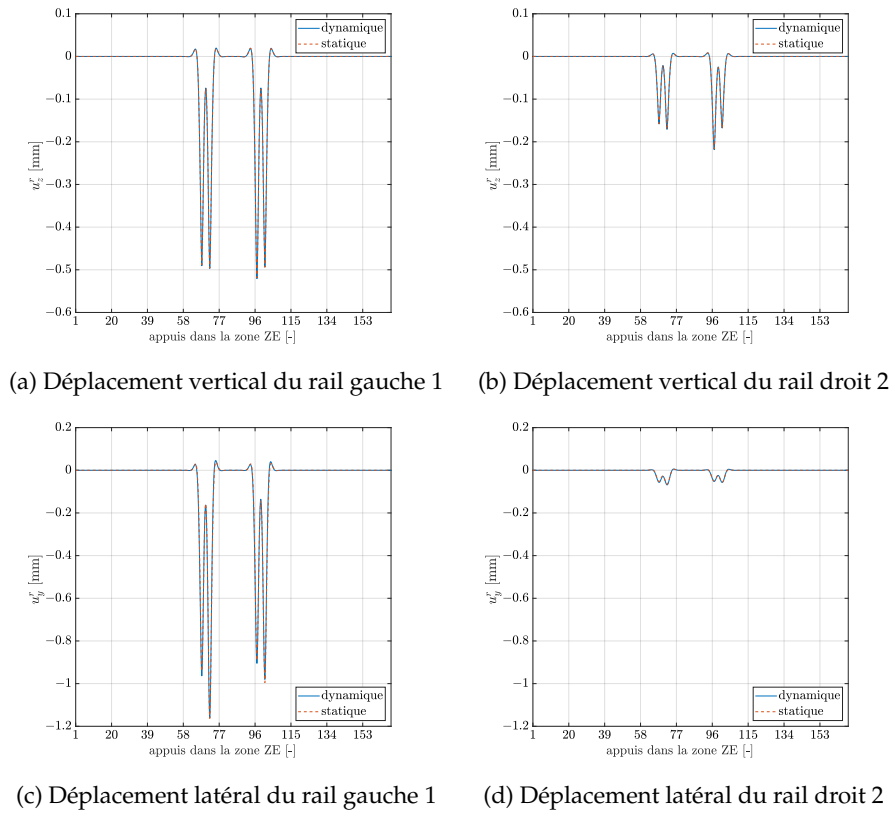 0.1
0
−0.1
−0.2
−0.3
−0.4
−0.5
−0.6
u_z^r [mm]
dynamique
statique
1 20 39 58 77 96 115 134 153
appuis dans la zone ZE [-]
(a) Déplacement vertical du rail gauche 1
0.1
0
−0.1
−0.2
−0.3
−0.4
−0.5
−0.6
u_z^r [mm]
dynamique
statique
1 20 39 58 77 96 115 134 153
appuis dans la zone ZE [-]
(b) Déplacement vertical du rail droit 2
0.2
0
−0.2
−0.4
−0.6
−0.8
−1
−1.2
u_y^r [mm]
dynamique
statique
1 20 39 58 77 96 115 134 153
appuis dans la zone ZE [-]
(c) Déplacement latéral du rail gauche 1
0.2
0
−0.2
−0.4
−0.6
−0.8
−1
−1.2
u_y^r [mm]
dynamique
statique
1 20 39 58 77 96 115 134 153
appuis dans la zone ZE [-]
(d) Déplacement latéral du rail droit 2